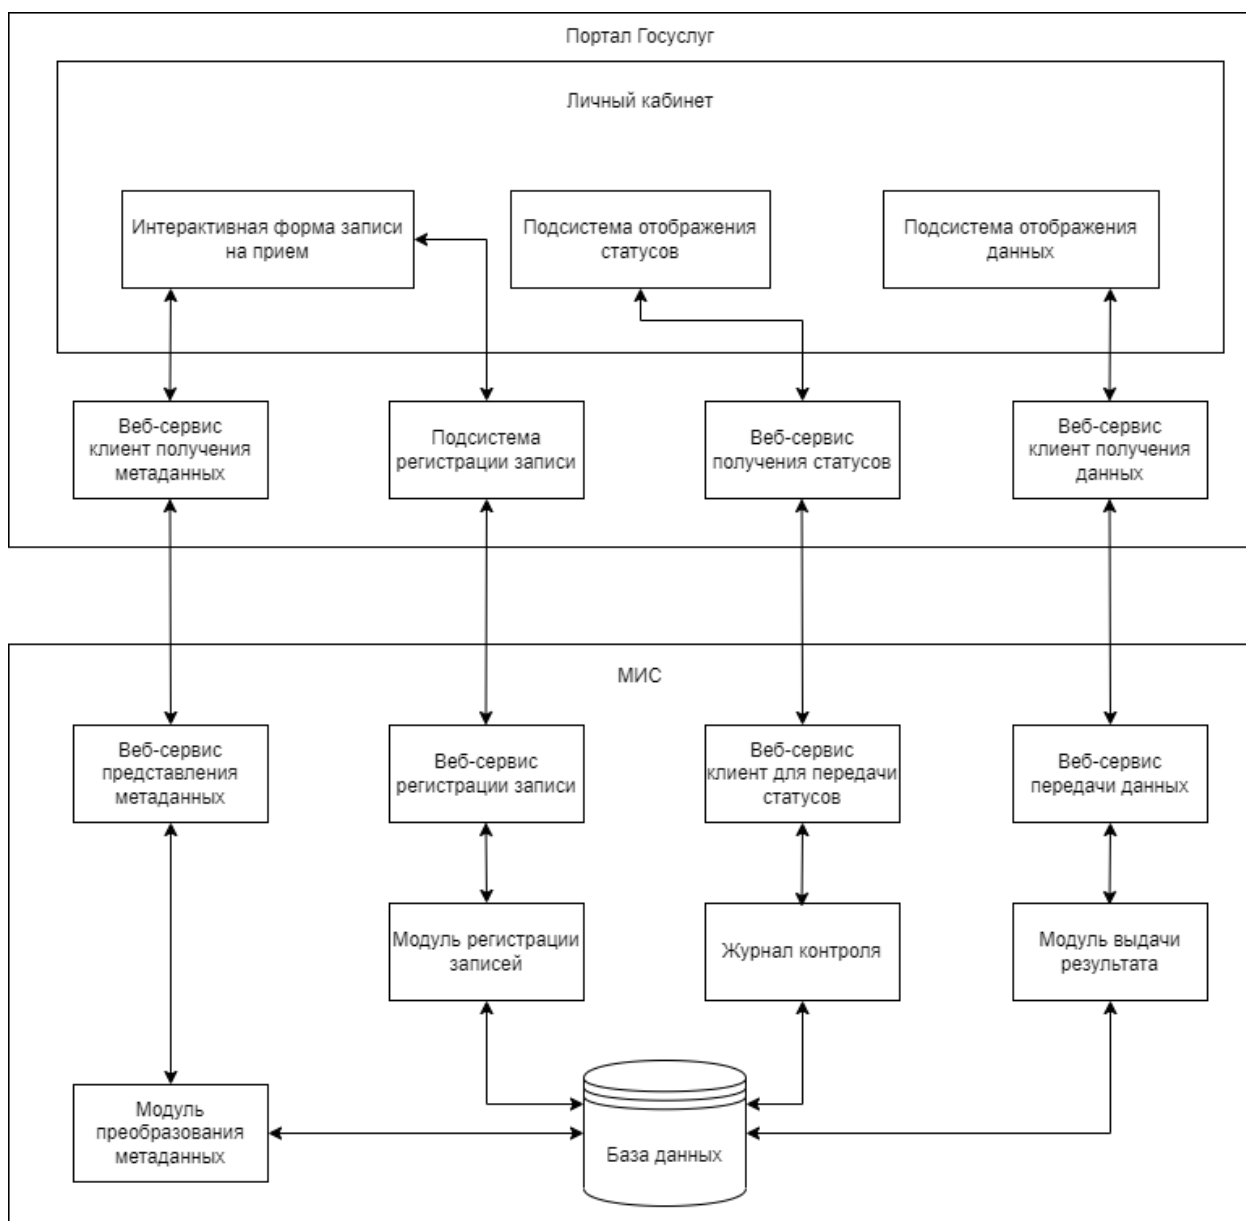 Портал Госуслуг
Личный кабинет
Интерактивная форма записи
на прием
Подсистема отображения
статусов
Подсистема отображения
данных
Веб-сервис
клиент получения
метаданных
Подсистема
регистрации записи
Веб-сервис
получения статусов
Веб-сервис
клиент получения
данных
МИС
Веб-сервис
представления
метаданных
Веб-сервис
регистрации записи
Веб-сервис
клиент для передачи
статусов
Веб-сервис
передачи данных
Модуль регистрации
записей
Журнал контроля
Модуль выдачи
результата
Модуль
преобразования
метаданных
База данных